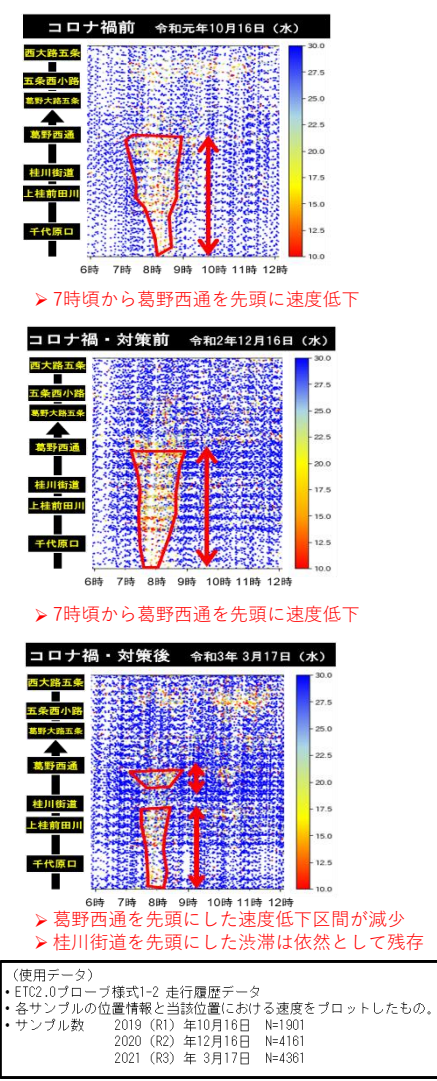 コロナ禍前 令和元年10月16日（水）
西大路五条
五条西小路
葛野大路五条
葛野西通
桂川街道
上桂前田川
千代原口
30.0
27.5
25.0
22.5
20.0
17.5
15.0
12.5
10.0
6時 7時 8時 9時 10時 11時 12時
➢ 7時頃から葛野西通を先頭に速度低下
コロナ禍・対策前 令和2年12月16日（水）
西大路五条
五条西小路
葛野大路五条
葛野西通
桂川街道
上桂前田川
千代原口
30.0
27.5
25.0
22.5
20.0
17.5
15.0
12.5
10.0
6時 7時 8時 9時 10時 11時 12時
➢ 7時頃から葛野西通を先頭に速度低下
コロナ禍・対策後 令和3年 3月17日（水）
西大路五条
五条西小路
葛野大路五条
葛野西通
桂川街道
上桂前田川
千代原口
30.0
27.5
25.0
22.5
20.0
17.5
15.0
12.5
10.0
6時 7時 8時 9時 10時 11時 12時
➢ 葛野西通を先頭にした速度低下区間が減少
➢ 桂川街道を先頭にした渋滞は依然として残存
（使用データ）
・ETC2.0プローブ様式1-2 走行履歴データ
・各サンプルの位置情報と当該位置における速度をプロットしたもの。
・サンプル数 2019（R1）年10月16日 N=1901
2020（R2）年12月16日 N=4161
2021（R3）年 3月17日 N=4361